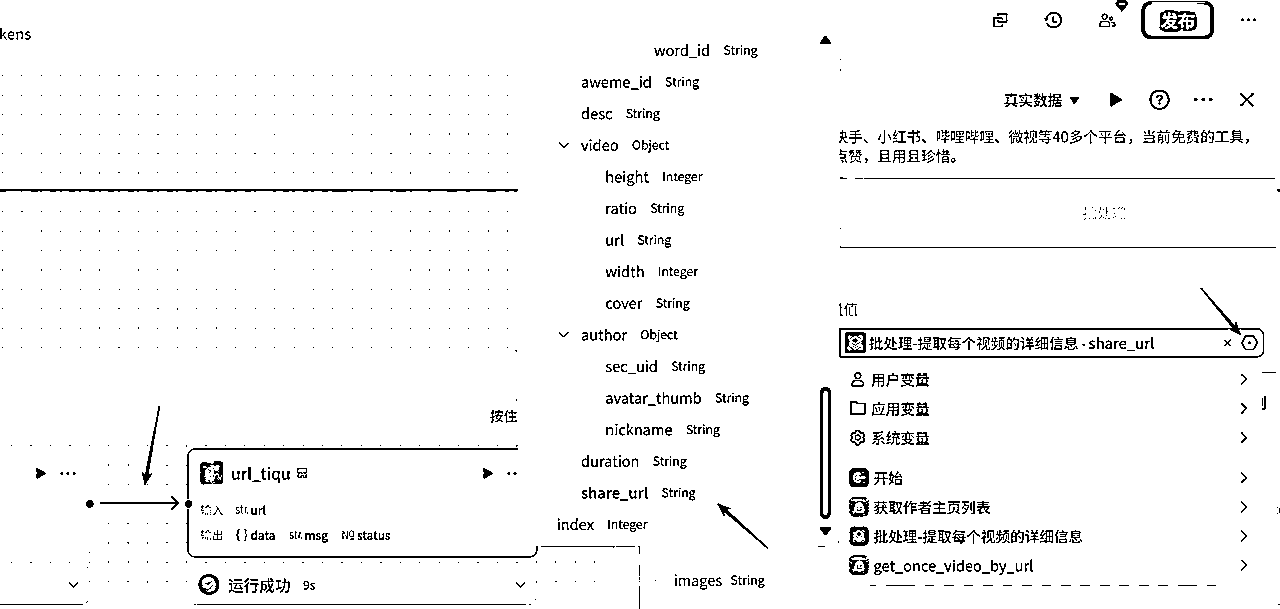 kens
按住
url_tiqu
输入 str.url
输出 {} data str.msg NO status
运行成功 9s
word_id String
aweme_id String
desc String
video Object
height Integer
ratio String
url String
width Integer
cover String
author Object
sec_uid String
avatar_thumb String
nickname String
duration String
share_url String
index Integer
images String
发布
真实数据
快手、小红书、哔哩哔哩、微视等40多个平台，当前免费的工具，
点赞，且用且珍惜。
批处理
值
批处理-提取每个视频的详细信息 - share_url
用户变量
应用变量
系统变量
开始
获取作者主页列表
批处理-提取每个视频的详细信息
get_once_video_by_url